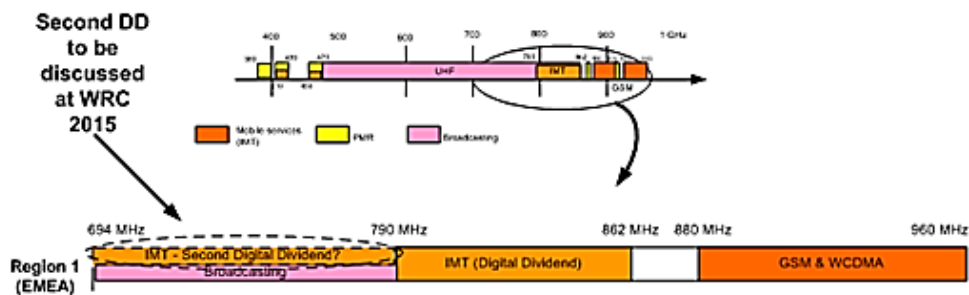 Second DD
to be
discussed
at WRC
2015
400
500
600
700
800
900
1 GHz
UHF
IMT
GSM
Mobile services
(IMT)
PMR
Broadcasting
694 MHz
790 MHz
862 MHz
880 MHz
960 MHz
Region 1
(EMEA)
IMT - Second Digital Dividend?
Broadcasting
IMT (Digital Dividend)
GSM & WCDMA